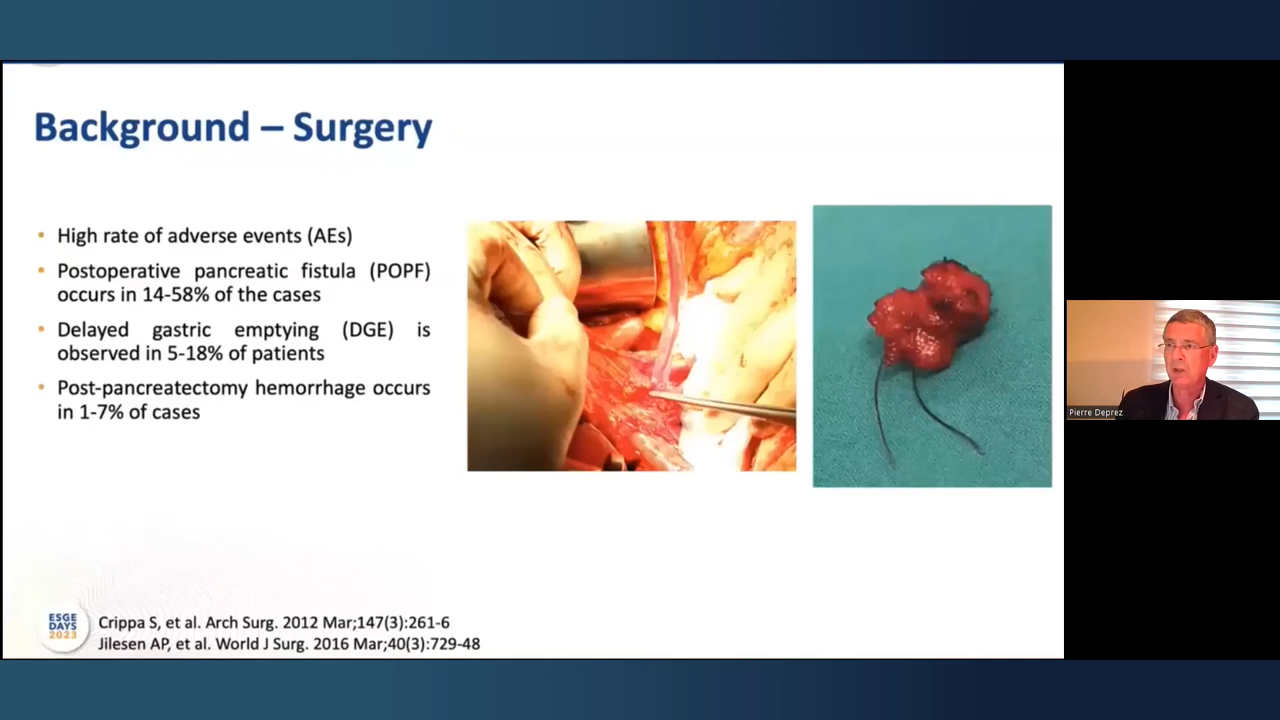 Background – Surgery
• High rate of adverse events (AEs)
• Postoperative pancreatic fistula (POPF)
occurs in 14-58% of the cases
• Delayed gastric emptying (DGE) is
observed in 5-18% of patients
• Post-pancreatectomy hemorrhage occurs
in 1-7% of cases
Pierre Deprez
ESGE
DAYS
2023
Crippa S, et al. Arch Surg. 2012 Mar;147(3):261-6
Jilesen AP, et al. World J Surg. 2016 Mar;40(3):729-48